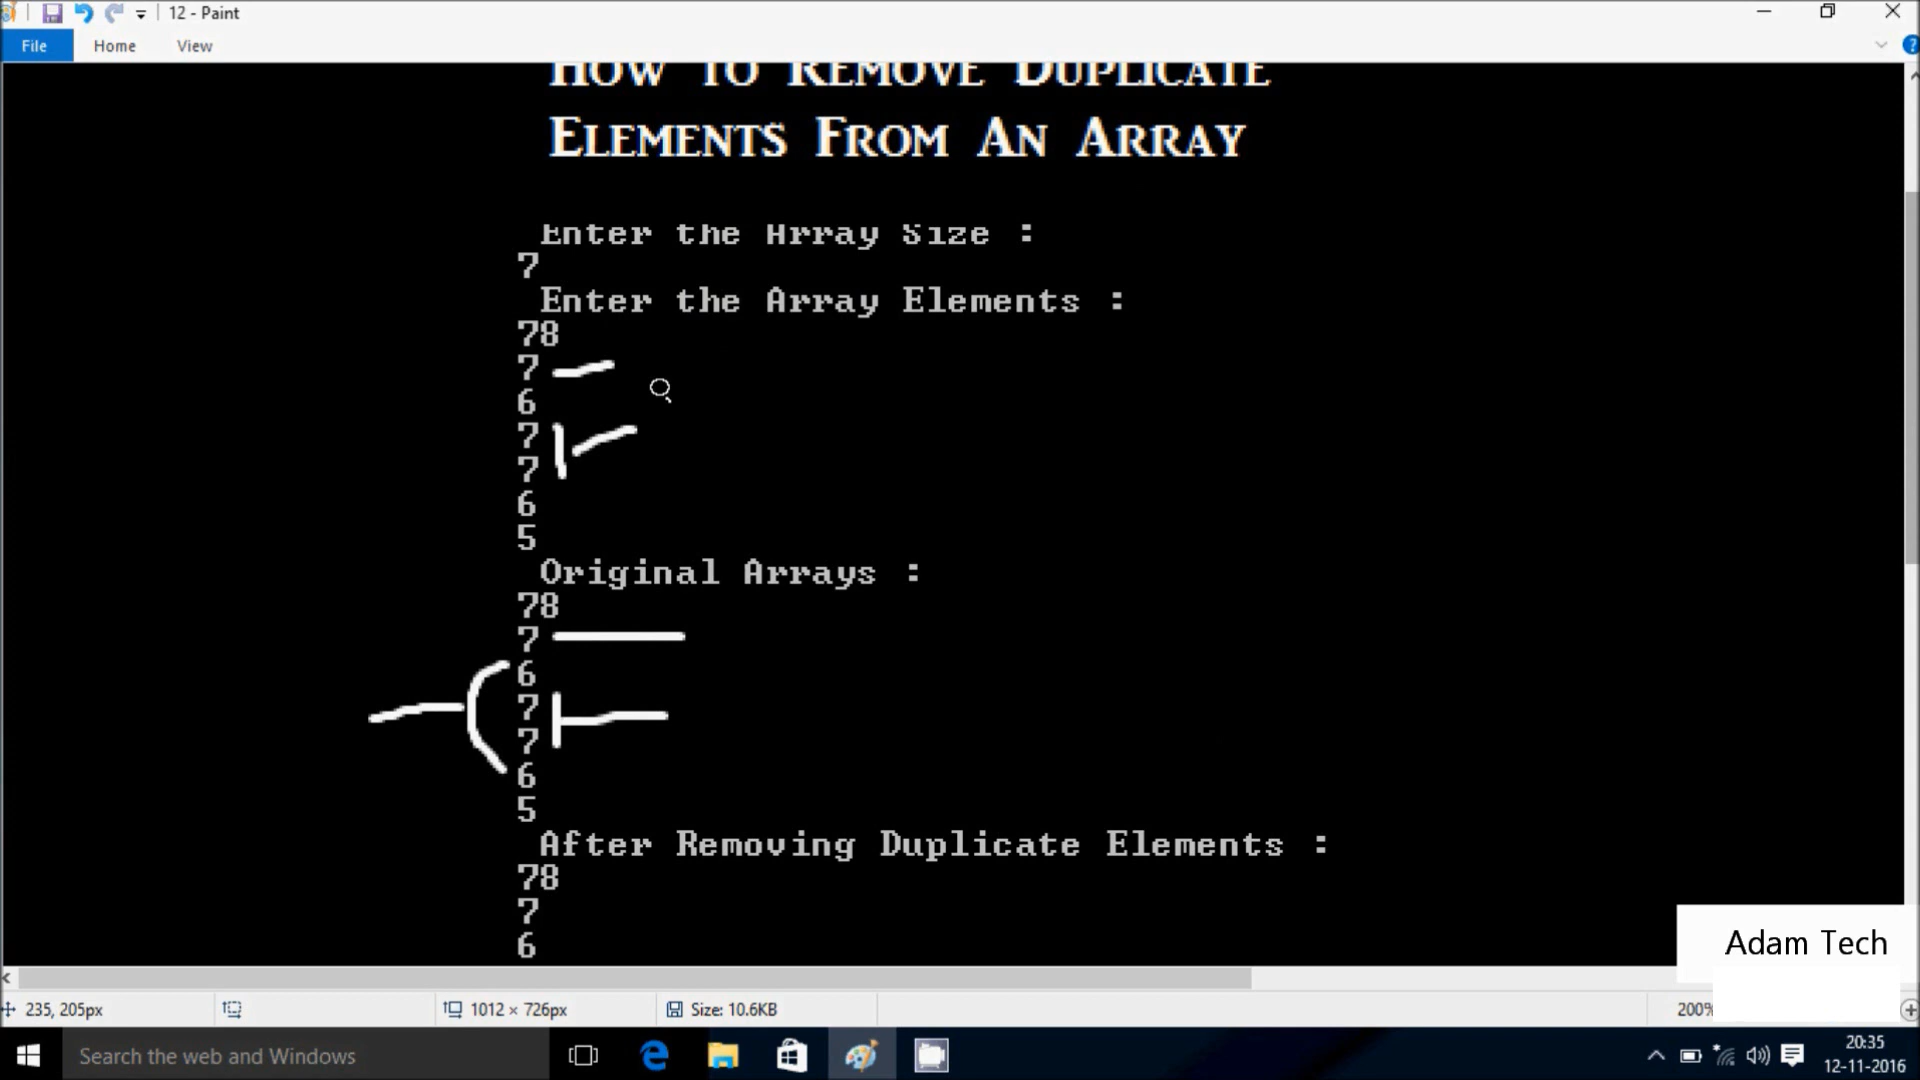 12 - Paint
File Home View
HOW TO REMOVE DUPLICATE
ELEMENTS FROM AN ARRAY
Enter the Array Size :
7
Enter the Array Elements :
78
7
6
7
7
6
5
Original Arrays :
78
7
6
7
7
6
5
After Removing Duplicate Elements :
78
7
6
Adam Tech
235, 205px 1012 × 726px Size: 10.6KB 200%
Search the web and Windows
20:35
12-11-2016